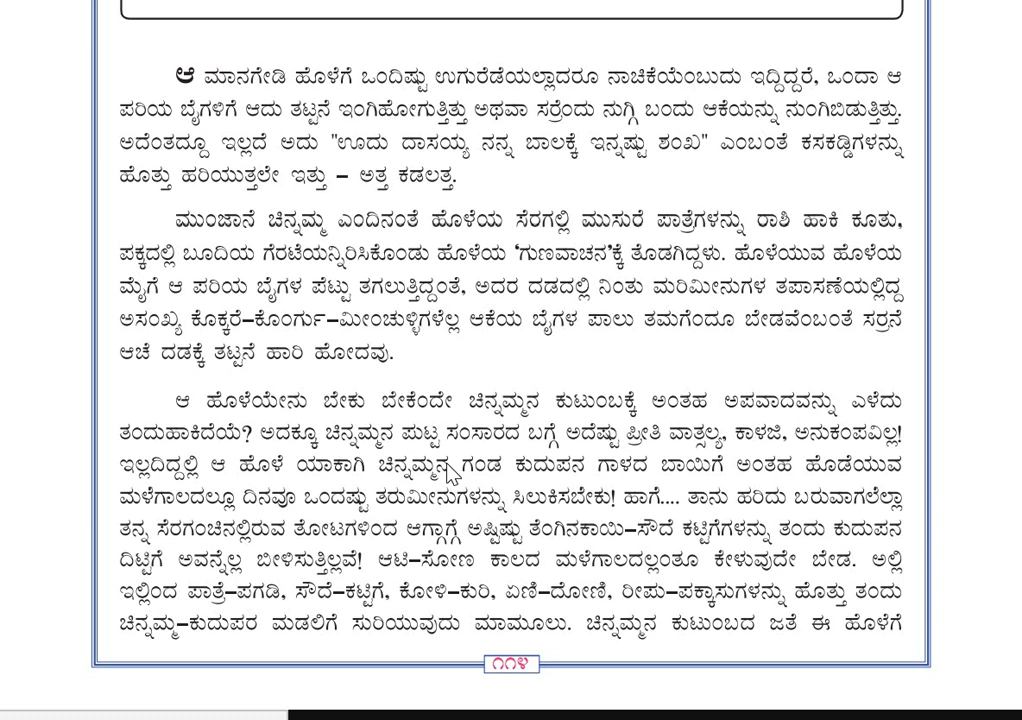 ಆ ಮಾನಗೇಡಿ ಹೊಳೆಗೆ ಒಂದಿಷ್ಟು ಉಗುರೆಡೆಯಲ್ಲಾದರೂ ನಾಚಿಕೆಯೆಂಬುದು ಇದ್ದಿದ್ದರೆ, ಒಂದಾ ಆ
ಪರಿಯ ಬೈಗಳಿಗೆ ಆದು ತಟ್ಟನೆ ಇಂಗಿಹೋಗುತ್ತಿತ್ತು ಅಥವಾ ಸರ್ರೆಂದು ನುಗ್ಗಿ ಬಂದು ಆಕೆಯನ್ನು ನುಂಗಿಬಿಡುತ್ತಿತ್ತು.
ಅದೆಂತದ್ದೂ ಇಲ್ಲದೆ ಅದು "ಊದು ದಾಸಯ್ಯ ನನ್ನ ಬಾಲಕ್ಕೆ ಇನ್ನಷ್ಟು ಶಂಖ" ಎಂಬಂತೆ ಕಸಕಡ್ಡಿಗಳನ್ನು
ಹೊತ್ತು ಹರಿಯುತ್ತಲೇ ಇತ್ತು – ಅತ್ತ ಕಡಲತ್ತ.
ಮುಂಜಾನೆ ಚಿನ್ನಮ್ಮ ಎಂದಿನಂತೆ ಹೊಳೆಯ ಸೆರಗಲ್ಲಿ ಮುಸುರೆ ಪಾತ್ರೆಗಳನ್ನು ರಾಶಿ ಹಾಕಿ ಕೂತು,
ಪಕ್ಕದಲ್ಲಿ ಬೂದಿಯ ಗೆರಟೆಯನ್ನಿರಿಸಿಕೊಂಡು ಹೊಳೆಯ ‘ಗುಣವಾಚನ’ಕ್ಕೆ ತೊಡಗಿದ್ದಳು. ಹೊಳೆಯುವ ಹೊಳೆಯ
ಮೈಗೆ ಆ ಪರಿಯ ಬೈಗಳ ಪೆಟ್ಟು ತಗಲುತ್ತಿದ್ದಂತೆ, ಅದರ ದಡದಲ್ಲಿ ನಿಂತು ಮರಿಮೀನುಗಳ ತಪಾಸಣೆಯಲ್ಲಿದ್ದ
ಅಸಂಖ್ಯ ಕೊಕ್ಕರೆ–ಕೊಂರ್ಗು–ಮೀಂಚುಳ್ಳಿಗಳೆಲ್ಲ ಆಕೆಯ ಬೈಗಳ ಪಾಲು ತಮಗೆಂದೂ ಬೇಡವೆಂಬಂತೆ ಸರ್ರನೆ
ಆಚೆ ದಡಕ್ಕೆ ತಟ್ಟನೆ ಹಾರಿ ಹೋದವು.
ಆ ಹೊಳೆಯೇನು ಬೇಕು ಬೇಕೆಂದೇ ಚಿನ್ನಮ್ಮನ ಕುಟುಂಬಕ್ಕೆ ಅಂತಹ ಅಪವಾದವನ್ನು ಎಳೆದು
ತಂದುಹಾಕಿದೆಯೆ? ಅದಕ್ಕೂ ಚಿನ್ನಮ್ಮನ ಪುಟ್ಟ ಸಂಸಾರದ ಬಗ್ಗೆ ಅದೆಷ್ಟು ಪ್ರೀತಿ ವಾತ್ಸಲ್ಯ, ಕಾಳಜಿ, ಅನುಕಂಪವಿಲ್ಲ!
ಇಲ್ಲದಿದ್ದಲ್ಲಿ ಆ ಹೊಳೆ ಯಾಕಾಗಿ ಚಿನ್ನಮ್ಮನ ಗಂಡ ಕುದುಪನ ಗಾಳದ ಬಾಯಿಗೆ ಅಂತಹ ಹೊಡೆಯುವ
ಮಳೆಗಾಲದಲ್ಲೂ ದಿನವೂ ಒಂದಷ್ಟು ತರುಮೀನುಗಳನ್ನು ಸಿಲುಕಿಸಬೇಕು! ಹಾಗೆ.... ತಾನು ಹರಿದು ಬರುವಾಗಲೆಲ್ಲಾ
ತನ್ನ ಸೆರಗಂಚಿನಲ್ಲಿರುವ ತೋಟಗಳಿಂದ ಆಗ್ಗಾಗ್ಗೆ ಅಷ್ಟಿಷ್ಟು ತೆಂಗಿನಕಾಯಿ–ಸೌದೆ ಕಟ್ಟಿಗೆಗಳನ್ನು ತಂದು ಕುದುಪನ
ದಿಟ್ಟಿಗೆ ಅವನ್ನೆಲ್ಲ ಬೀಳಿಸುತ್ತಿಲ್ಲವೆ! ಆಟಿ–ಸೋಣ ಕಾಲದ ಮಳೆಗಾಲದಲ್ಲಂತೂ ಕೇಳುವುದೇ ಬೇಡ. ಅಲ್ಲಿ
ಇಲ್ಲಿಂದ ಪಾತ್ರೆ–ಪಗಡಿ, ಸೌದೆ–ಕಟ್ಟಿಗೆ, ಕೋಳಿ–ಕುರಿ, ಏಣಿ–ದೋಣಿ, ರೀಪು–ಪಕ್ಕಾಸುಗಳನ್ನು ಹೊತ್ತು ತಂದು
ಚಿನ್ನಮ್ಮ–ಕುದುಪರ ಮಡಲಿಗೆ ಸುರಿಯುವುದು ಮಾಮೂಲು. ಚಿನ್ನಮ್ಮನ ಕುಟುಂಬದ ಜತೆ ಈ ಹೊಳೆಗೆ
೧೧೪